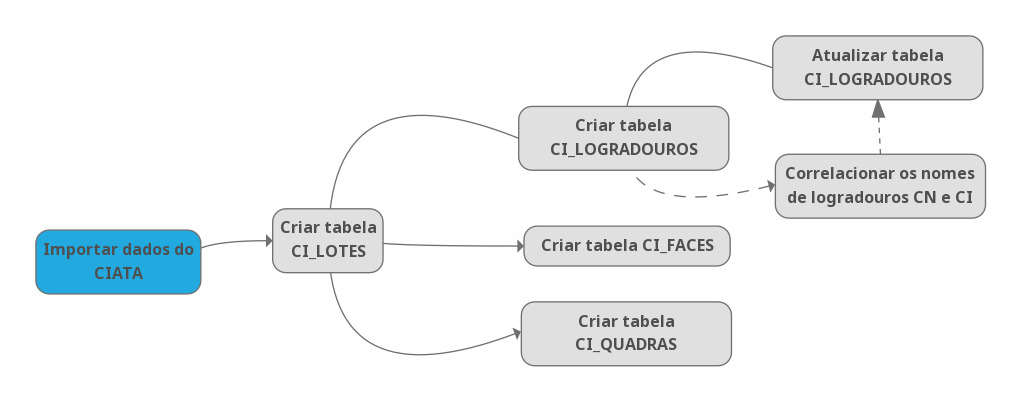 Importar dados do
CIATA
Criar tabela
CI_LOTES
Criar tabela
CI_LOGRADOUROS
Atualizar tabela
CI_LOGRADOUROS
Correlacionar os nomes
de logradouros CN e CI
Criar tabela CI_FACES
Criar tabela
CI_QUADRAS